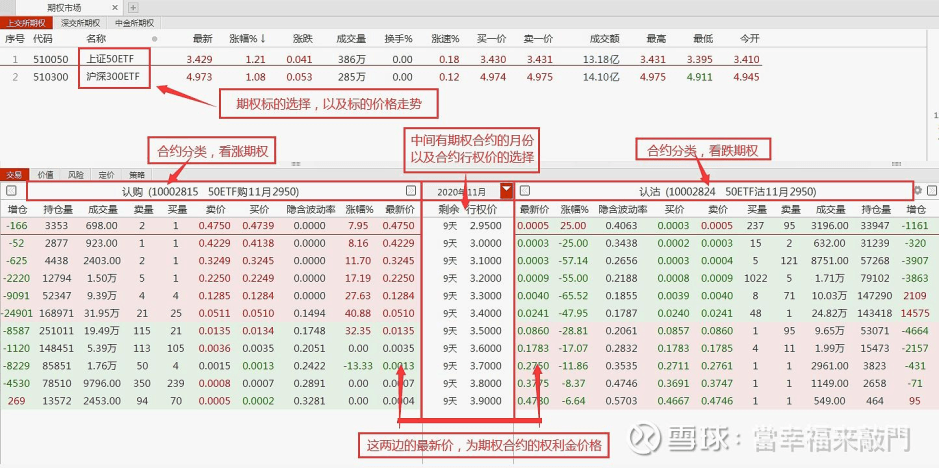 期权市场 × +
上交所期权 深交所期权 中金所期权
序号 代码 名称 最新 涨幅%↓ 涨跌 成交量 换手% 涨速% 买一价 卖一价 成交额 最高 最低 今开
1 510050 上证50ETF 3.429 1.21 0.041 386万 0.00 0.18 3.430 3.431 13.18亿 3.431 3.395 3.410
2 510300 沪深300ETF 4.973 1.08 0.053 285万 0.00 0.12 4.974 4.975 14.10亿 4.975 4.911 4.945
期权标的选择，以及标的价格走势
合约分类，看涨期权
中间有期权合约的月份
以及合约行权价的选择
合约分类，看跌期权
交易 价值 风险 定价 策略
认购 (10002815 50ETF购11月2950) 2020年11月 认沽 (10002824 50ETF沽11月2950)
增仓 持仓量 成交量 卖量 买量 卖价 买价 隐含波动率 涨幅% 最新价 剩余 行权价 最新价 涨幅% 隐含波动率 买价 卖价 买量 卖量 成交量 持仓量 增仓
-166 3353 698.00 2 1 0.4750 0.4739 0.0000 7.95 0.4750 9天 2.9500 0.0005 25.00 0.4063 0.0003 0.0005 237 95 3196.00 33947 -1161
-52 2877 923.00 1 1 0.4229 0.4138 0.0000 8.16 0.4229 9天 3.0000 0.0003 -25.00 0.3438 0.0002 0.0003 15 2 632.00 31239 -320
-625 4438 2403.00 2 1 0.3249 0.3245 0.0000 11.70 0.3245 9天 3.1000 0.0003 -57.14 0.2656 0.0003 0.0004 5 121 8751.00 57268 -3907
-2220 12794 1.50万 5 1 0.2250 0.2249 0.0000 17.19 0.2250 9天 3.2000 0.0009 -55.00 0.2188 0.0008 0.0009 1022 5 1.71万 79102 -3863
-9091 52347 9.39万 4 4 0.1285 0.1284 0.0000 27.63 0.1284 9天 3.3000 0.0040 -65.52 0.1855 0.0039 0.0040 8 71 10.03万 147290 2109
-24901 168971 31.95万 21 25 0.0511 0.0510 0.1494 40.88 0.0510 9天 3.4000 0.0241 -47.95 0.1787 0.0240 0.0241 48 1 24.82万 143418 14575
-8587 251011 19.49万 115 21 0.0135 0.0134 0.1748 32.35 0.0135 9天 3.5000 0.0860 -28.81 0.2061 0.0857 0.0860 1 95 9.65万 53071 -4664
-1120 148451 5.39万 113 105 0.0036 0.0035 0.2051 0.00 0.0035 9天 3.6000 0.1783 -17.07 0.2832 0.1783 0.1785 4 11 1.99万 15423 -2157
-8229 85851 1.76万 50 4 0.0015 0.0013 0.2422 -13.33 0.0013 9天 3.7000 0.2750 -11.86 0.3535 0.2711 0.2761 1 1 2961.00 3823 -431
-4530 78510 9796.00 350 239 0.0008 0.0007 0.2891 0.00 0.0007 9天 3.8000 0.3775 -8.37 0.4746 0.3691 0.3747 1 1 1149.00 2658 -71
269 13572 2453.00 94 70 0.0005 0.0002 0.3281 0.00 0.0004 9天 3.9000 0.4780 -6.64 0.5703 0.4667 0.4746 1 1 549.00 464 95
这两边的最新价，为期权合约的权利金价格
雪球：當幸福来敲門